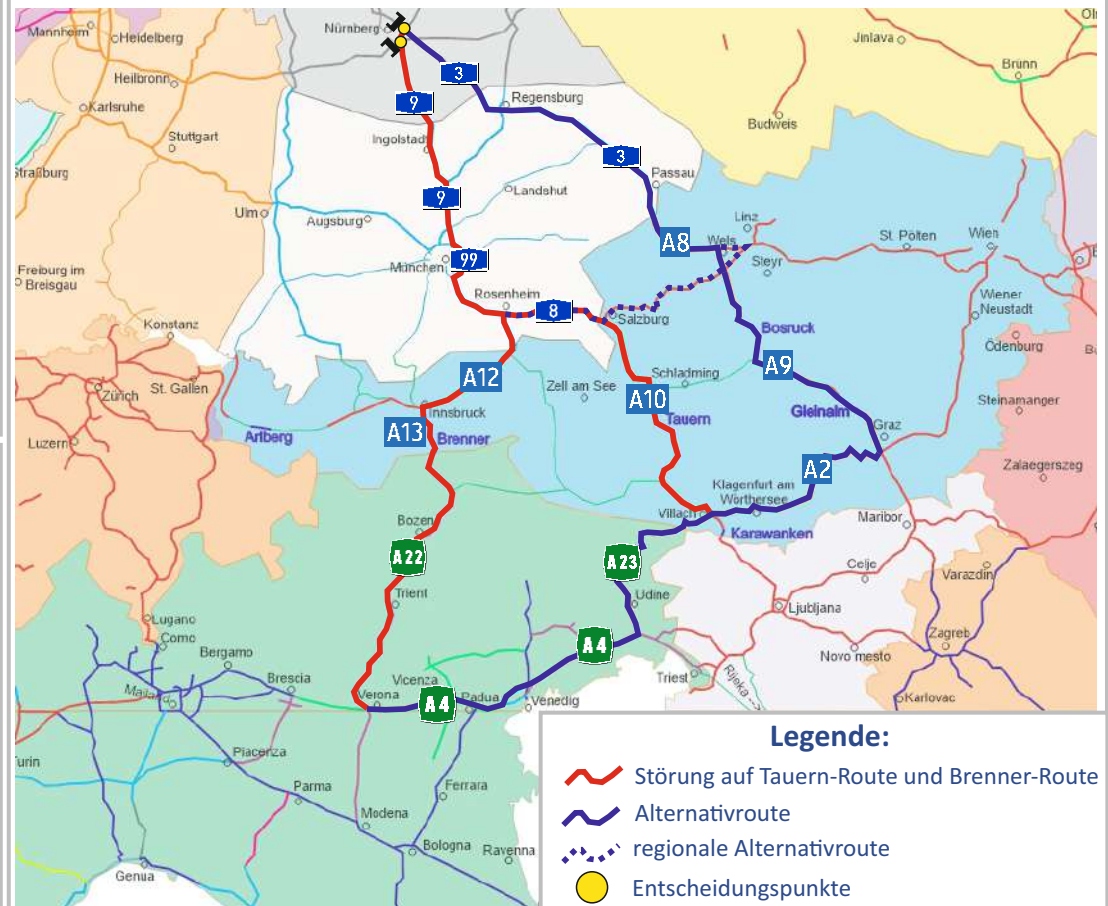 Nürnberg
Mannheim
Heidelberg
Jinlava
Brünn
Heilbronn
3
9
Regensburg
Karlsruhe
Budweis
Stuttgart
Ingolstadt
3
Straßburg
Passau
9
Landshut
Ulm
Augsburg
Linz
A8
Wels
St. Pölten
Wien
99
München
Steyr
Freiburg im
Breisgau
Rosenheim
8
Salzburg
Wiener
Neustadt
Konstanz
Bosruck
Ödenburg
A12
A9
Zürich
St. Gallen
Zell am See
Schladming
A10
Steinamanger
Innsbruck
Tauern
Gleinalm
Graz
A13
Brenner
Arlberg
Luzern
A2
Zalaegerszeg
Klagenfurt am
Wörthersee
Villach
Maribor
Bozen
Karawanken
A22
A23
Celje
Varazdin
Trient
Udine
Lugano
Ljubljana
Como
A4
Zagreb
Bergamo
Novo mesto
Brescia
Vicenza
Triest
Rijeka -->
Mailand
Verona
A4
Padua
Venedig
Karlovac
Legende:
Piacenza
Störung auf Tauern-Route und Brenner-Route
Parma
Ferrara
Alternativroute
Modena
Bologna
Ravenna
regionale Alternativroute
Genua
Entscheidungspunkte